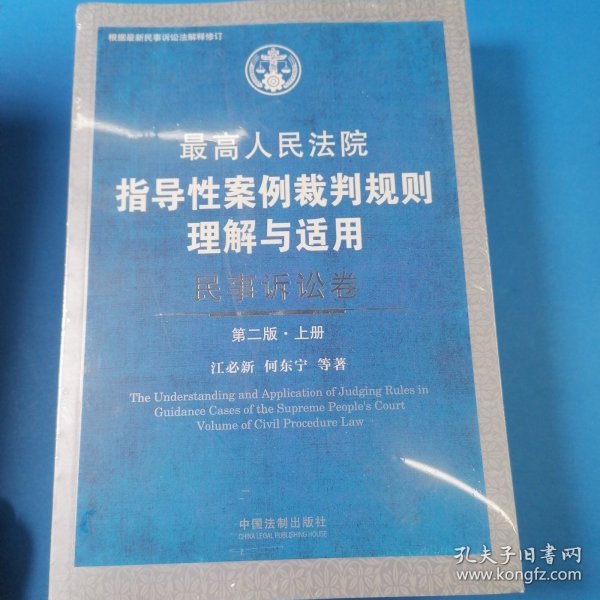 根据最新民事诉讼法解释修订
最高人民法院
指导性案例裁判规则
理解与适用
民事诉讼卷
第二版·上册
江必新 何东宁 等著
The Understanding and Application of Judging Rules in
Guidance Cases of the Supreme People's Court
Volume of Civil Procedure Law
中国法制出版社
CHINA LEGAL PUBLISHING HOUSE
孔夫子旧书网
www.kongfz.com